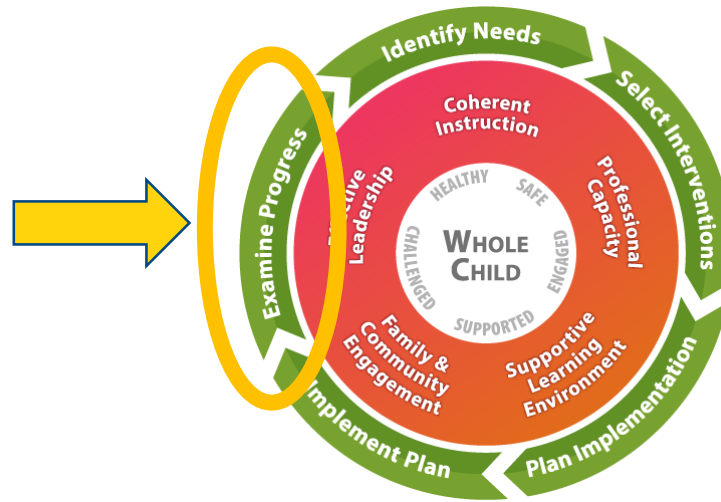 Identify Needs
Select Interventions
Plan Implementation
Implement Plan
Examine Progress
Coherent
Instruction
Professional
Capacity
Supportive
Learning
Environment
Family &
Community
Engagement
Leadership
HEALTHY
SAFE
ENGAGED
SUPPORTED
CHALLENGED
WHOLE
CHILD